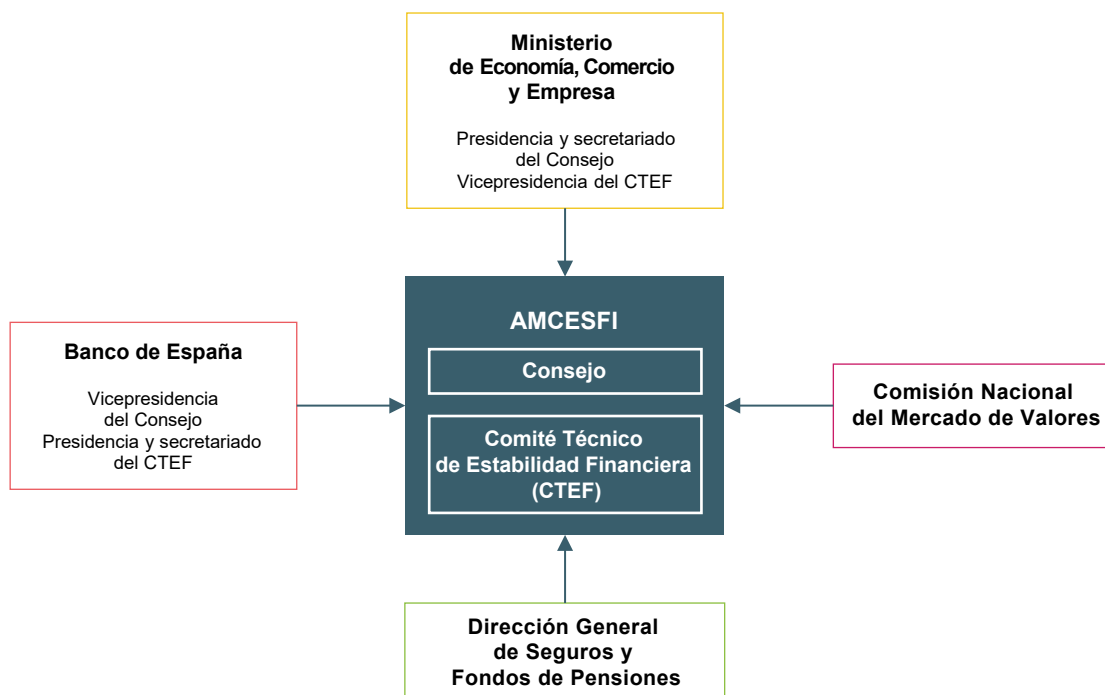 Ministerio
de Economía, Comercio
y Empresa
Presidencia y secretariado
del Consejo
Vicepresidencia del CTEF
AMCESFI
Consejo
Comité Técnico
de Estabilidad Financiera
(CTEF)
Banco de España
Vicepresidencia
del Consejo
Presidencia y secretariado
del CTEF
Comisión Nacional
del Mercado de Valores
Dirección General
de Seguros y
Fondos de Pensiones